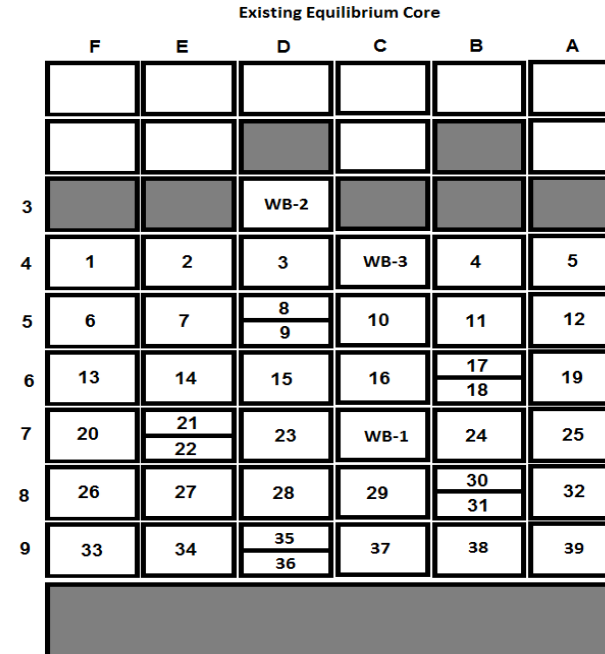 Existing Equilibrium Core
F E D C B A
3 WB-2
4 1 2 3 WB-3 4 5
5 6 7 8 9 10 11 12
6 13 14 15 16 17 18 19
7 20 21 22 23 WB-1 24 25
8 26 27 28 29 30 31 32
9 33 34 35 36 37 38 39